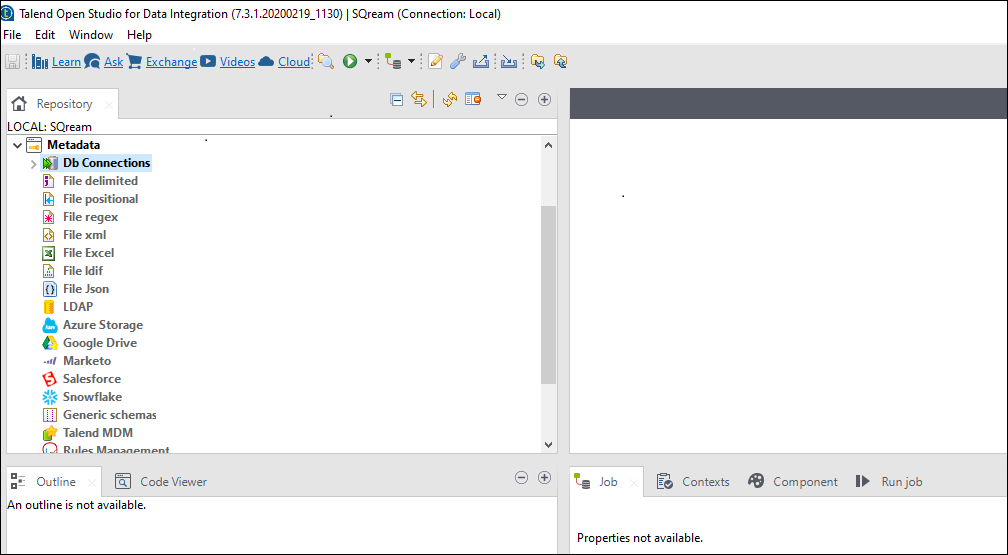 Talend Open Studio for Data Integration (7.3.1.20200219_1130) | SQream (Connection: Local)
File Edit Window Help
Learn Ask Exchange Videos Cloud
Repository
LOCAL: SQream
Metadata
Db Connections
File delimited
File positional
File regex
File xml
File Excel
File ldif
File Json
LDAP
Azure Storage
Google Drive
Marketo
Salesforce
Snowflake
Generic schemas
Talend MDM
Rules Management
Outline Code Viewer
An outline is not available.
Job Contexts Component Run job
Properties not available.